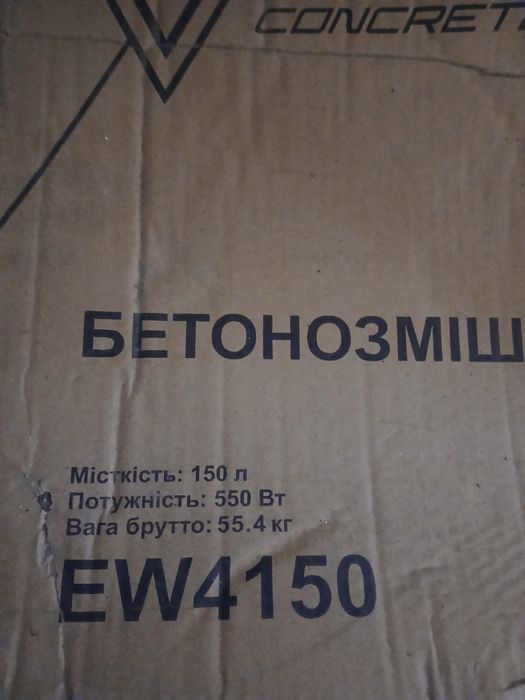 CONCRET
БЕТОНОЗМІШ
Місткість: 150 л
Потужність: 550 Вт
Вага брутто: 55.4 кг
EW4150